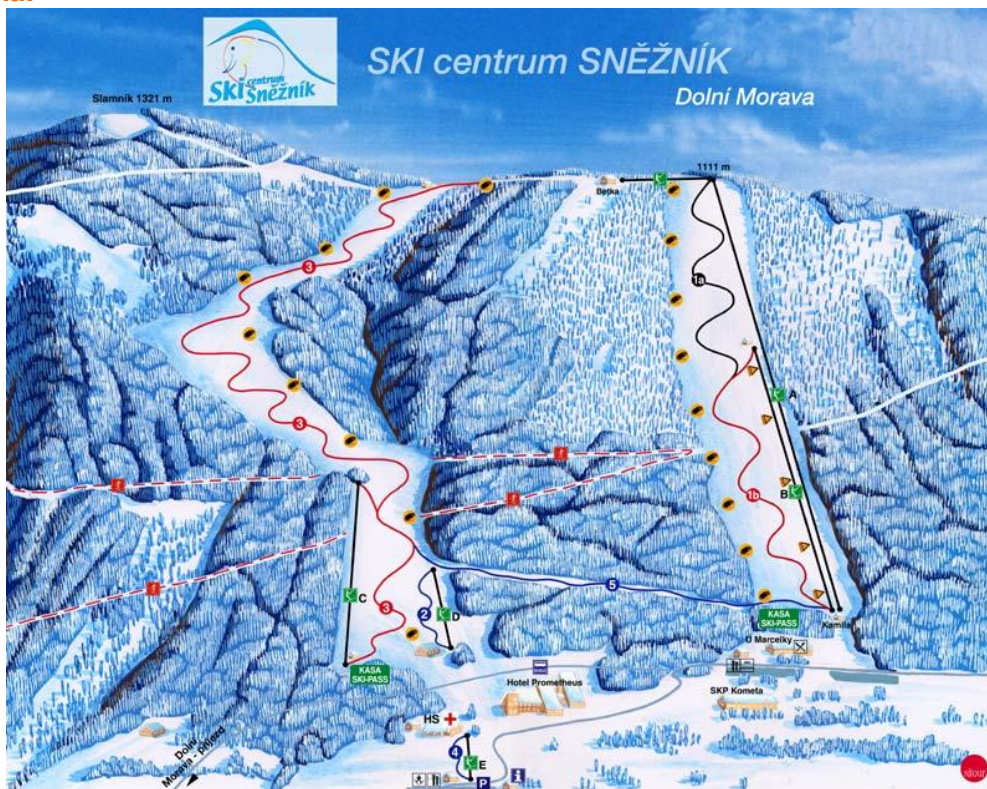 SKI centrum SNĚŽNÍK
Dolní Morava
Ski centrum
Sněžník
Slamník 1321 m
1111 m
3
1a
3
A
B
1b
5
C
3
2
D
KASA
SKI-PASS
KASA
SKI-PASS
U Marcelky
Hotel Prometheus
SKP Kometa
HS
4
E
P
i
Dolní
Morava - příjezd
sitour